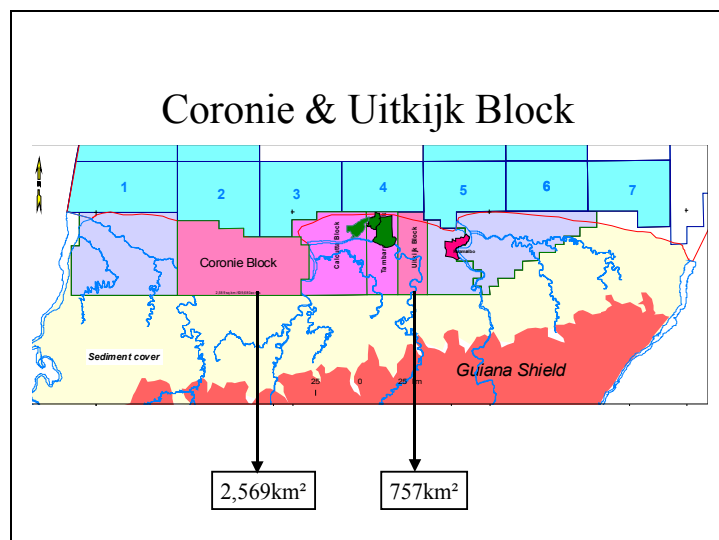 Coronie & Uitkijk Block
1
2
3
4
5
6
7
Coronie Block
Calcutta Block
Uitkijk Block
Sediment cover
Guiana Shield
25
0
25
2,569km²
757km²